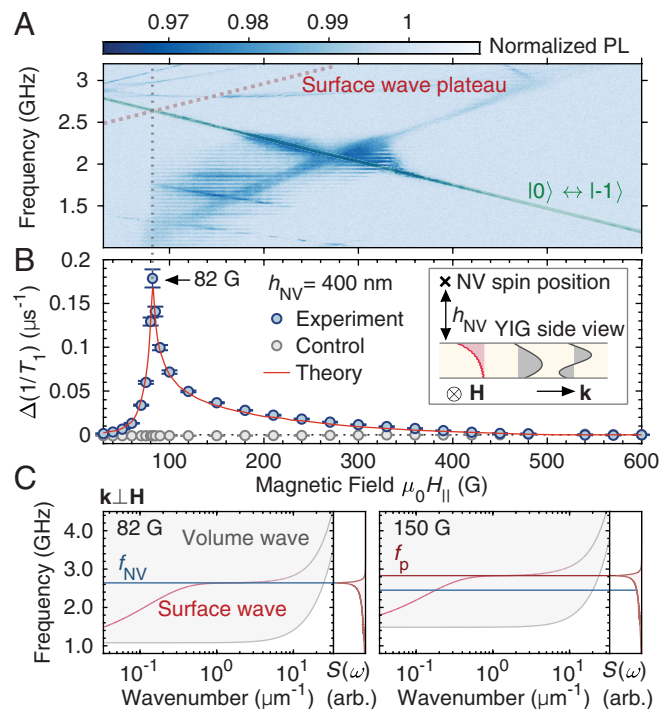 A
0.97 0.98 0.99 1
Normalized PL
Frequency (GHz)
3
2.5
2
1.5
1
Surface wave plateau
|0⟩ ↔ |-1⟩
B
Δ(1/T₁) (μs⁻¹)
0.2
0.15
0.1
0.05
0
82 G
hNV = 400 nm
Experiment
Control
Theory
NV spin position
hNV
YIG side view
H
k
100 200 300 400 500 600
Magnetic Field μ₀H|| (G)
C
k⊥H
Frequency (GHz)
4.0
3.0
2.0
1.0
82 G
Volume wave
fNV
Surface wave
10⁻¹ 10⁰ 10¹
Wavenumber (μm⁻¹)
S(ω)
(arb.)
150 G
fp
10⁻¹ 10⁰ 10¹
Wavenumber (μm⁻¹)
S(ω)
(arb.)